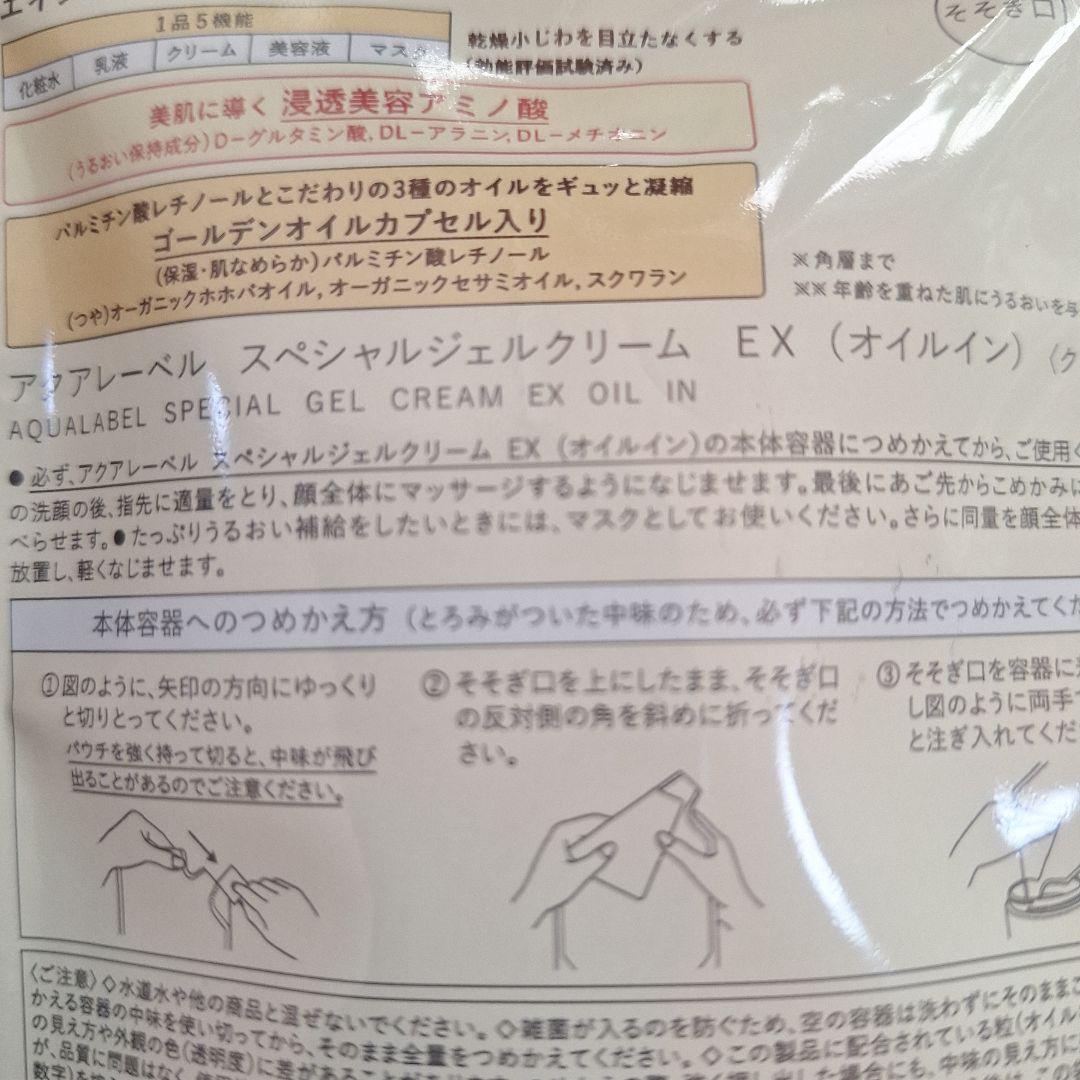 そそぎ口
1品5機能
化粧水 乳液 クリーム 美容液 マスク
乾燥小じわを目立たなくする
(効能評価試験済み)
美肌に導く 浸透美容アミノ酸
(うるおい保持成分)D-グルタミン酸, DL-アラニン, DL-メチオニン
パルミチン酸レチノールとこだわりの3種のオイルをギュッと凝縮
ゴールデンオイルカプセル入り
(保湿・肌なめらか)パルミチン酸レチノール
(つや)オーガニックホホバオイル, オーガニックセサミオイル, スクワラン
※角層まで
※※年齢を重ねた肌にうるおいを与
アクアレーベル スペシャルジェルクリーム EX (オイルイン) 〈ク
AQUALABEL SPECIAL GEL CREAM EX OIL IN
●必ず、アクアレーベル スペシャルジェルクリーム EX (オイルイン)の本体容器につめかえてから、ご使用く
の洗顔の後、指先に適量をとり、顔全体にマッサージするようになじませます。最後にあご先からこめかみに
べらせます。●たっぷりうるおい補給をしたいときには、マスクとしてお使いください。さらに同量を顔全体
放置し、軽くなじませます。
本体容器へのつめかえ方 (とろみがついた中味のため、必ず下記の方法でつめかえてくだ
①図のように、矢印の方向にゆっくり
と切りとってください。
パウチを強く持って切ると、中味が飛び
出ることがあるのでご注意ください。
②そそぎ口を上にしたまま、そそぎ口
の反対側の角を斜めに折ってくだ
さい。
③そそぎ口を容器に
し図のように両手で
と注ぎ入れてくだ
〈ご注意〉◇水道水や他の商品と混ぜないでください。◇雑菌が入るのを防ぐため、空の容器は洗わずにそのままご
かえる容器の中味を使い切ってから、そのまま全量をつめかえてください。◇この製品に配合されている粒(オイル
の見え方や外観の色(透明度)に差がある
が、品質に問題はなく
中味の見え方に